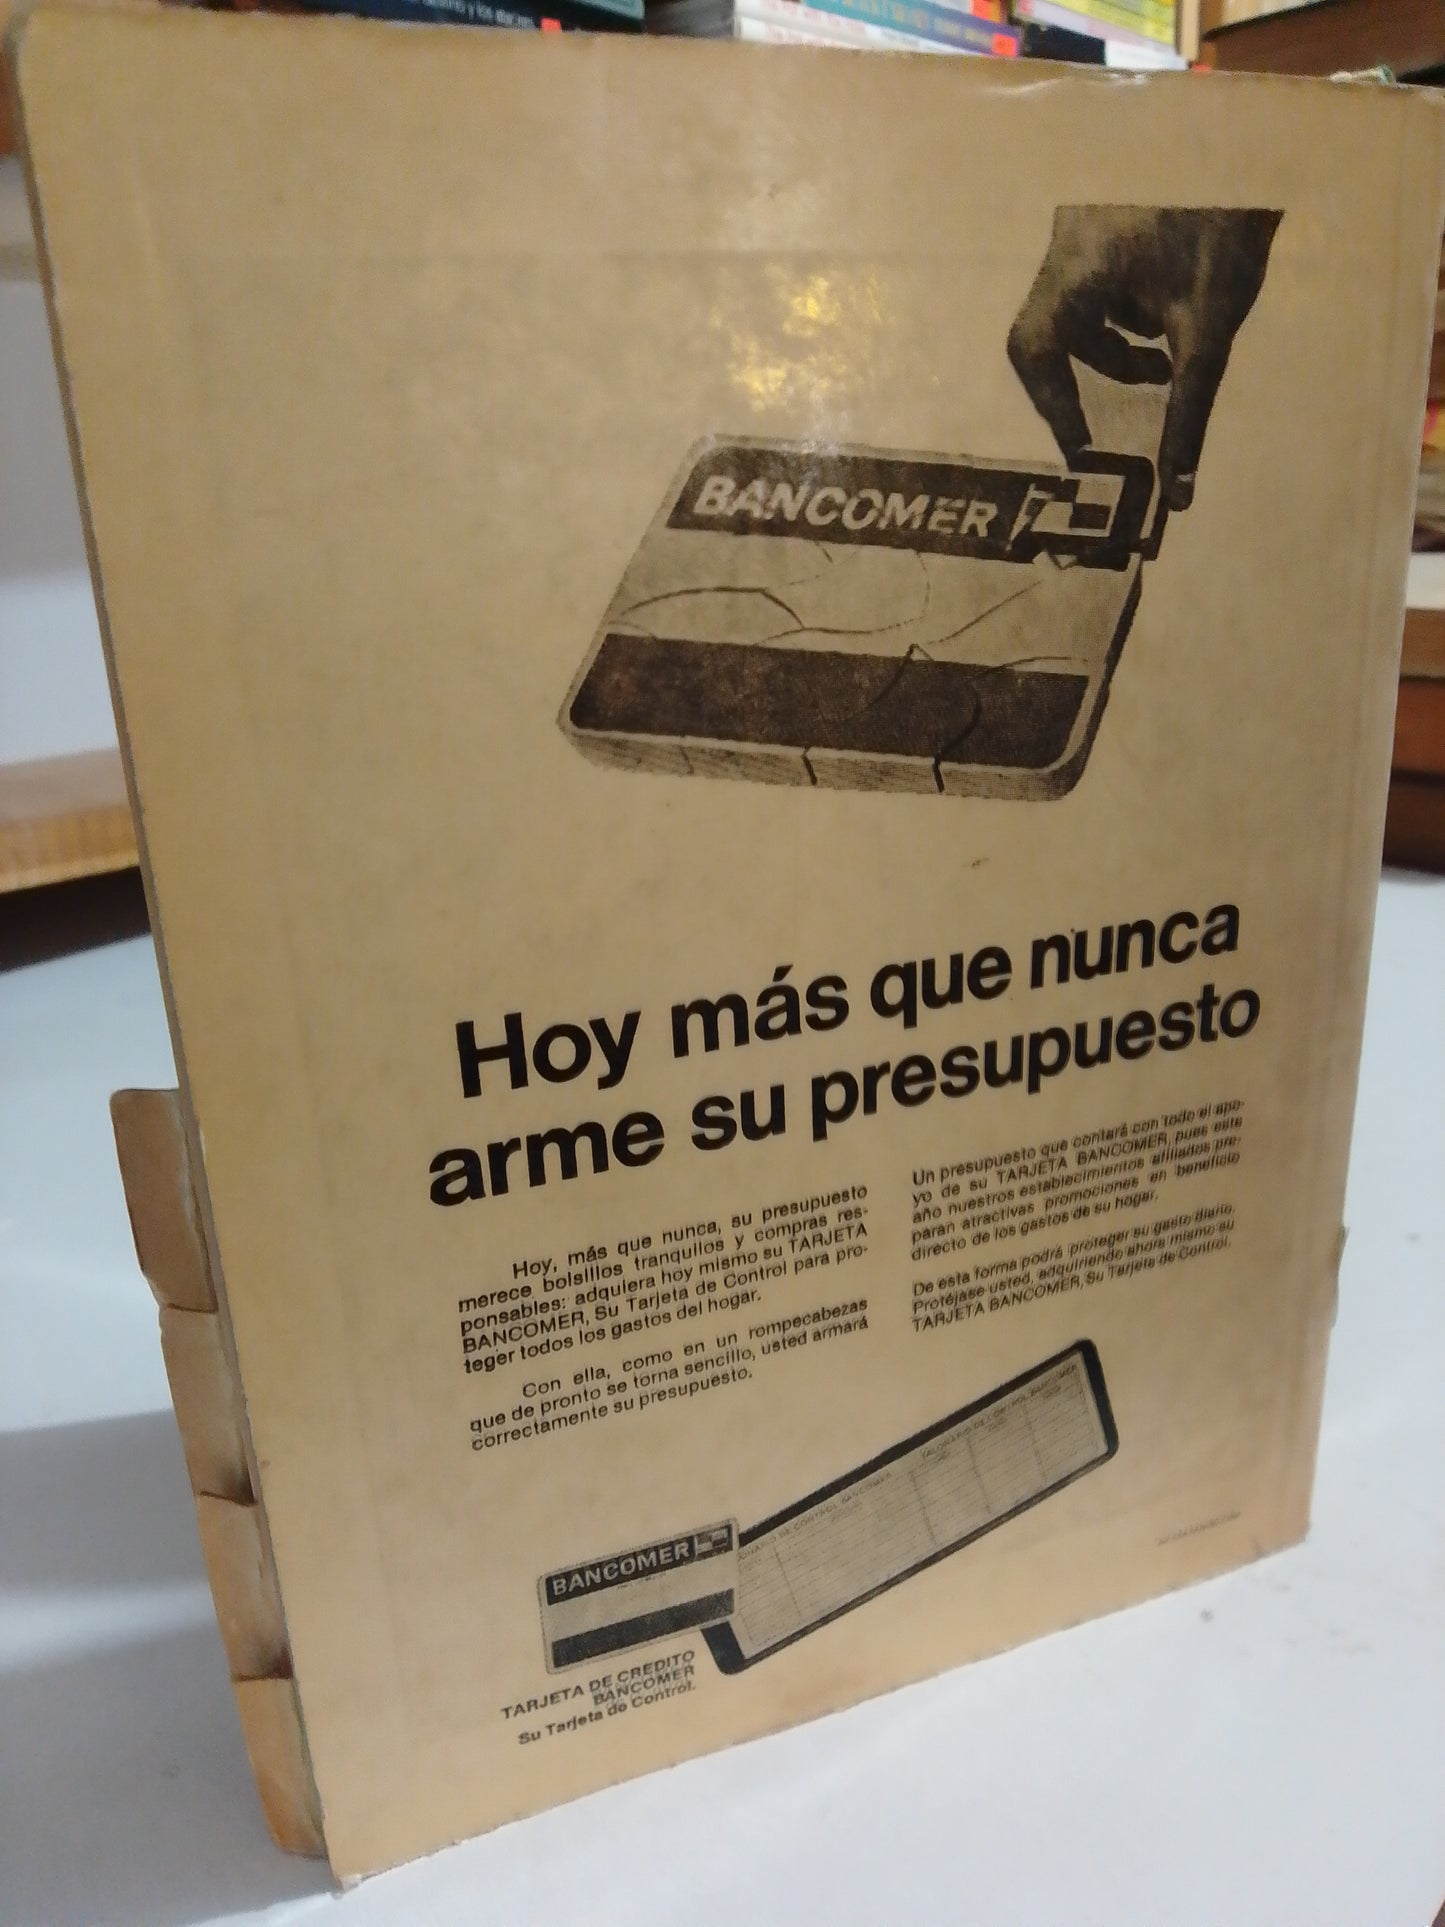 BANCOMER
Hoy más que nunca
arme su presupuesto
Hoy, más que nunca, su presupuesto
merece bolsillos tranquilos y compras res-
ponsables: adquiera hoy mismo su TARJETA
BANCOMER, Su Tarjeta de Control para pro-
teger todos los gastos del hogar.
Con ella, como en un rompecabezas
que de pronto se torna sencillo, usted armará
correctamente su presupuesto.
Un presupuesto que contará con todo el apo-
yo de su TARJETA BANCOMER, pues este
año nuestros establecimientos afiliados pre-
paran atractivas promociones en beneficio
directo de los gastos de su hogar.
De esta forma podrá proteger su gasto diario.
Protéjase usted, adquiriendo ahora mismo su
TARJETA BANCOMER, Su Tarjeta de Control.
DE CONTROL BANCOMER
DE CONTROL BANCOMER
BANCOMER
TARJETA DE CREDITO
BANCOMER
Su Tarjeta de Control.